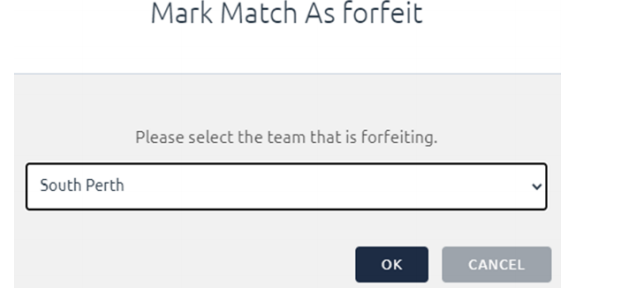 Mark Match As forfeit
Please select the team that is forfeiting.
South Perth
OK
CANCEL